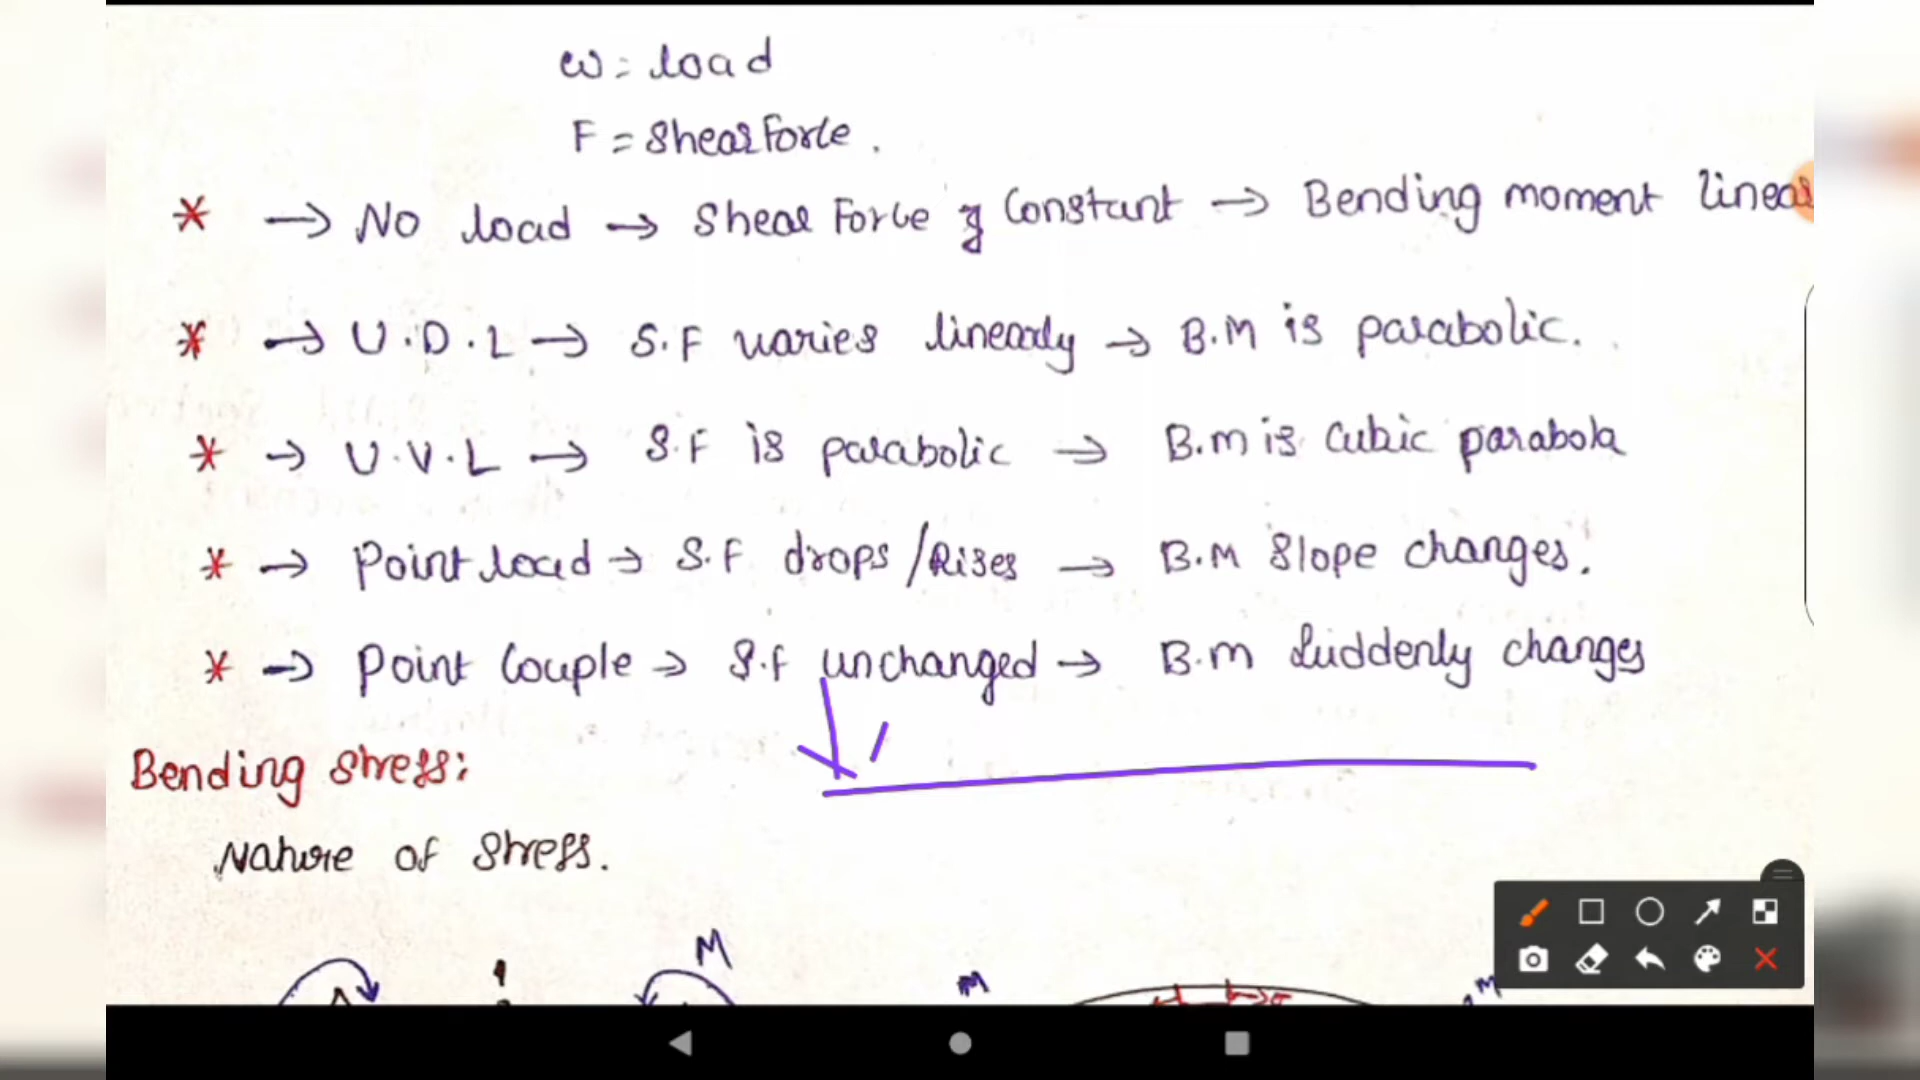 w = load
F = Shear Force.
* → No load → Shear Force is Constant → Bending moment linear
* → U.D.L → S.F varies linearly → B.M is parabolic.
* → U.V.L → S.F is parabolic → B.m is Cubic parabola
* → Point load → S.F drops/Rises → B.M Slope changes.
* → Point Couple → S.f unchanged → B.m Suddenly changes
Bending Stress:
Nature of Stress.
M
M
M